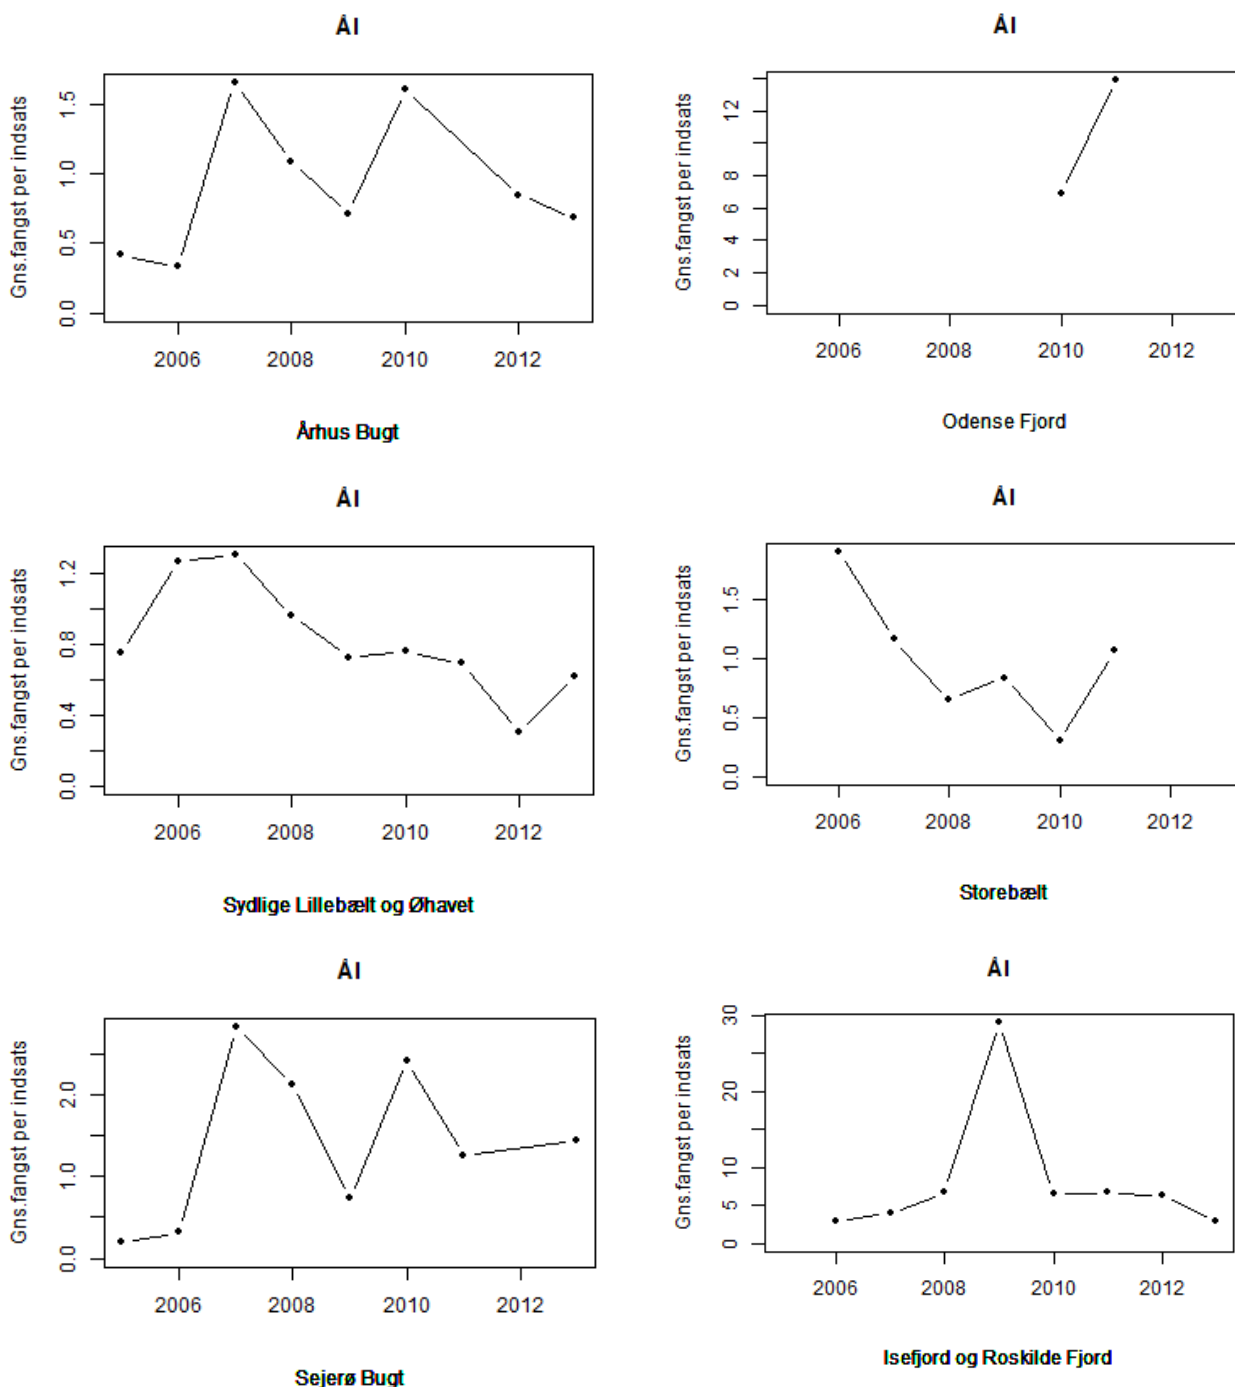 Ål
Gns.fangst per indsats
1.5
1.0
0.5
0.0
2006 2008 2010 2012
Århus Bugt
Ål
Gns.fangst per indsats
12
8
6
4
2
0
2006 2008 2010 2012
Odense Fjord
Ål
Gns.fangst per indsats
1.2
0.8
0.4
0.0
2006 2008 2010 2012
Sydlige Lillebælt og Øhavet
Ål
Gns.fangst per indsats
1.5
1.0
0.5
0.0
2006 2008 2010 2012
Storebælt
Ål
Gns.fangst per indsats
2.0
1.0
0.0
2006 2008 2010 2012
Sejerø Bugt
Ål
Gns.fangst per indsats
30
20
10
5
0
2006 2008 2010 2012
Isefjord og Roskilde Fjord